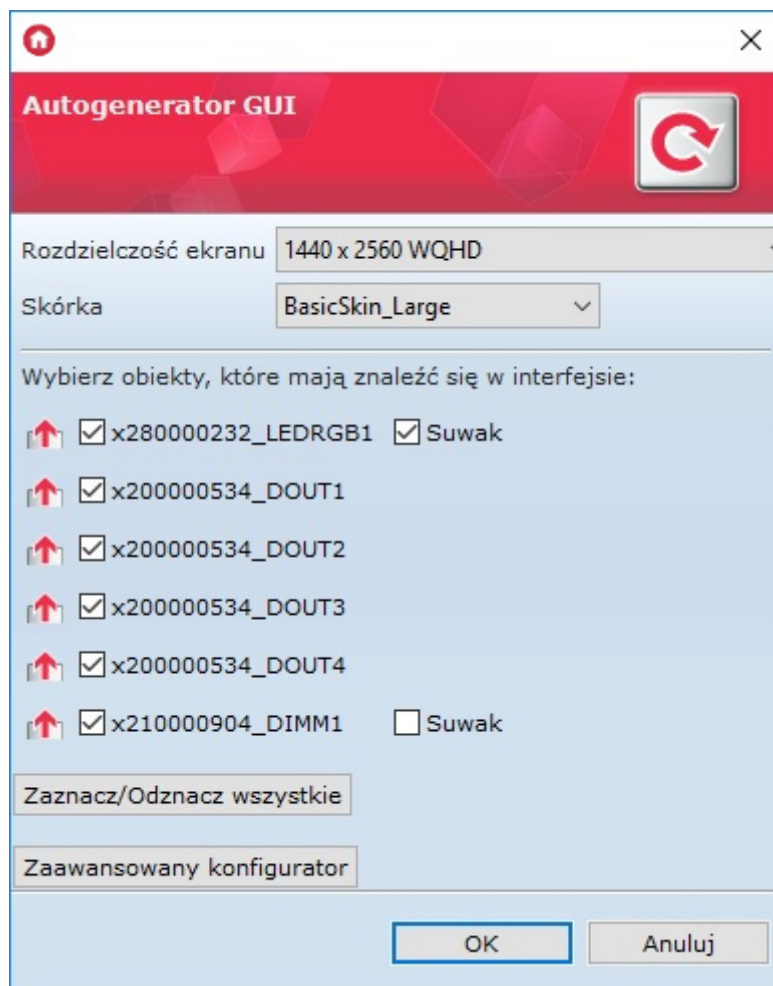 Autogenerator GUI
Rozdzielczość ekranu 1440 x 2560 WQHD
Skórka BasicSkin_Large
Wybierz obiekty, które mają znaleźć się w interfejsie:
x280000232_LEDRGB1 Suwak
x200000534_DOUT1
x200000534_DOUT2
x200000534_DOUT3
x200000534_DOUT4
x210000904_DIMM1 Suwak
Zaznacz/Odznacz wszystkie
Zaawansowany konfigurator
OK Anuluj